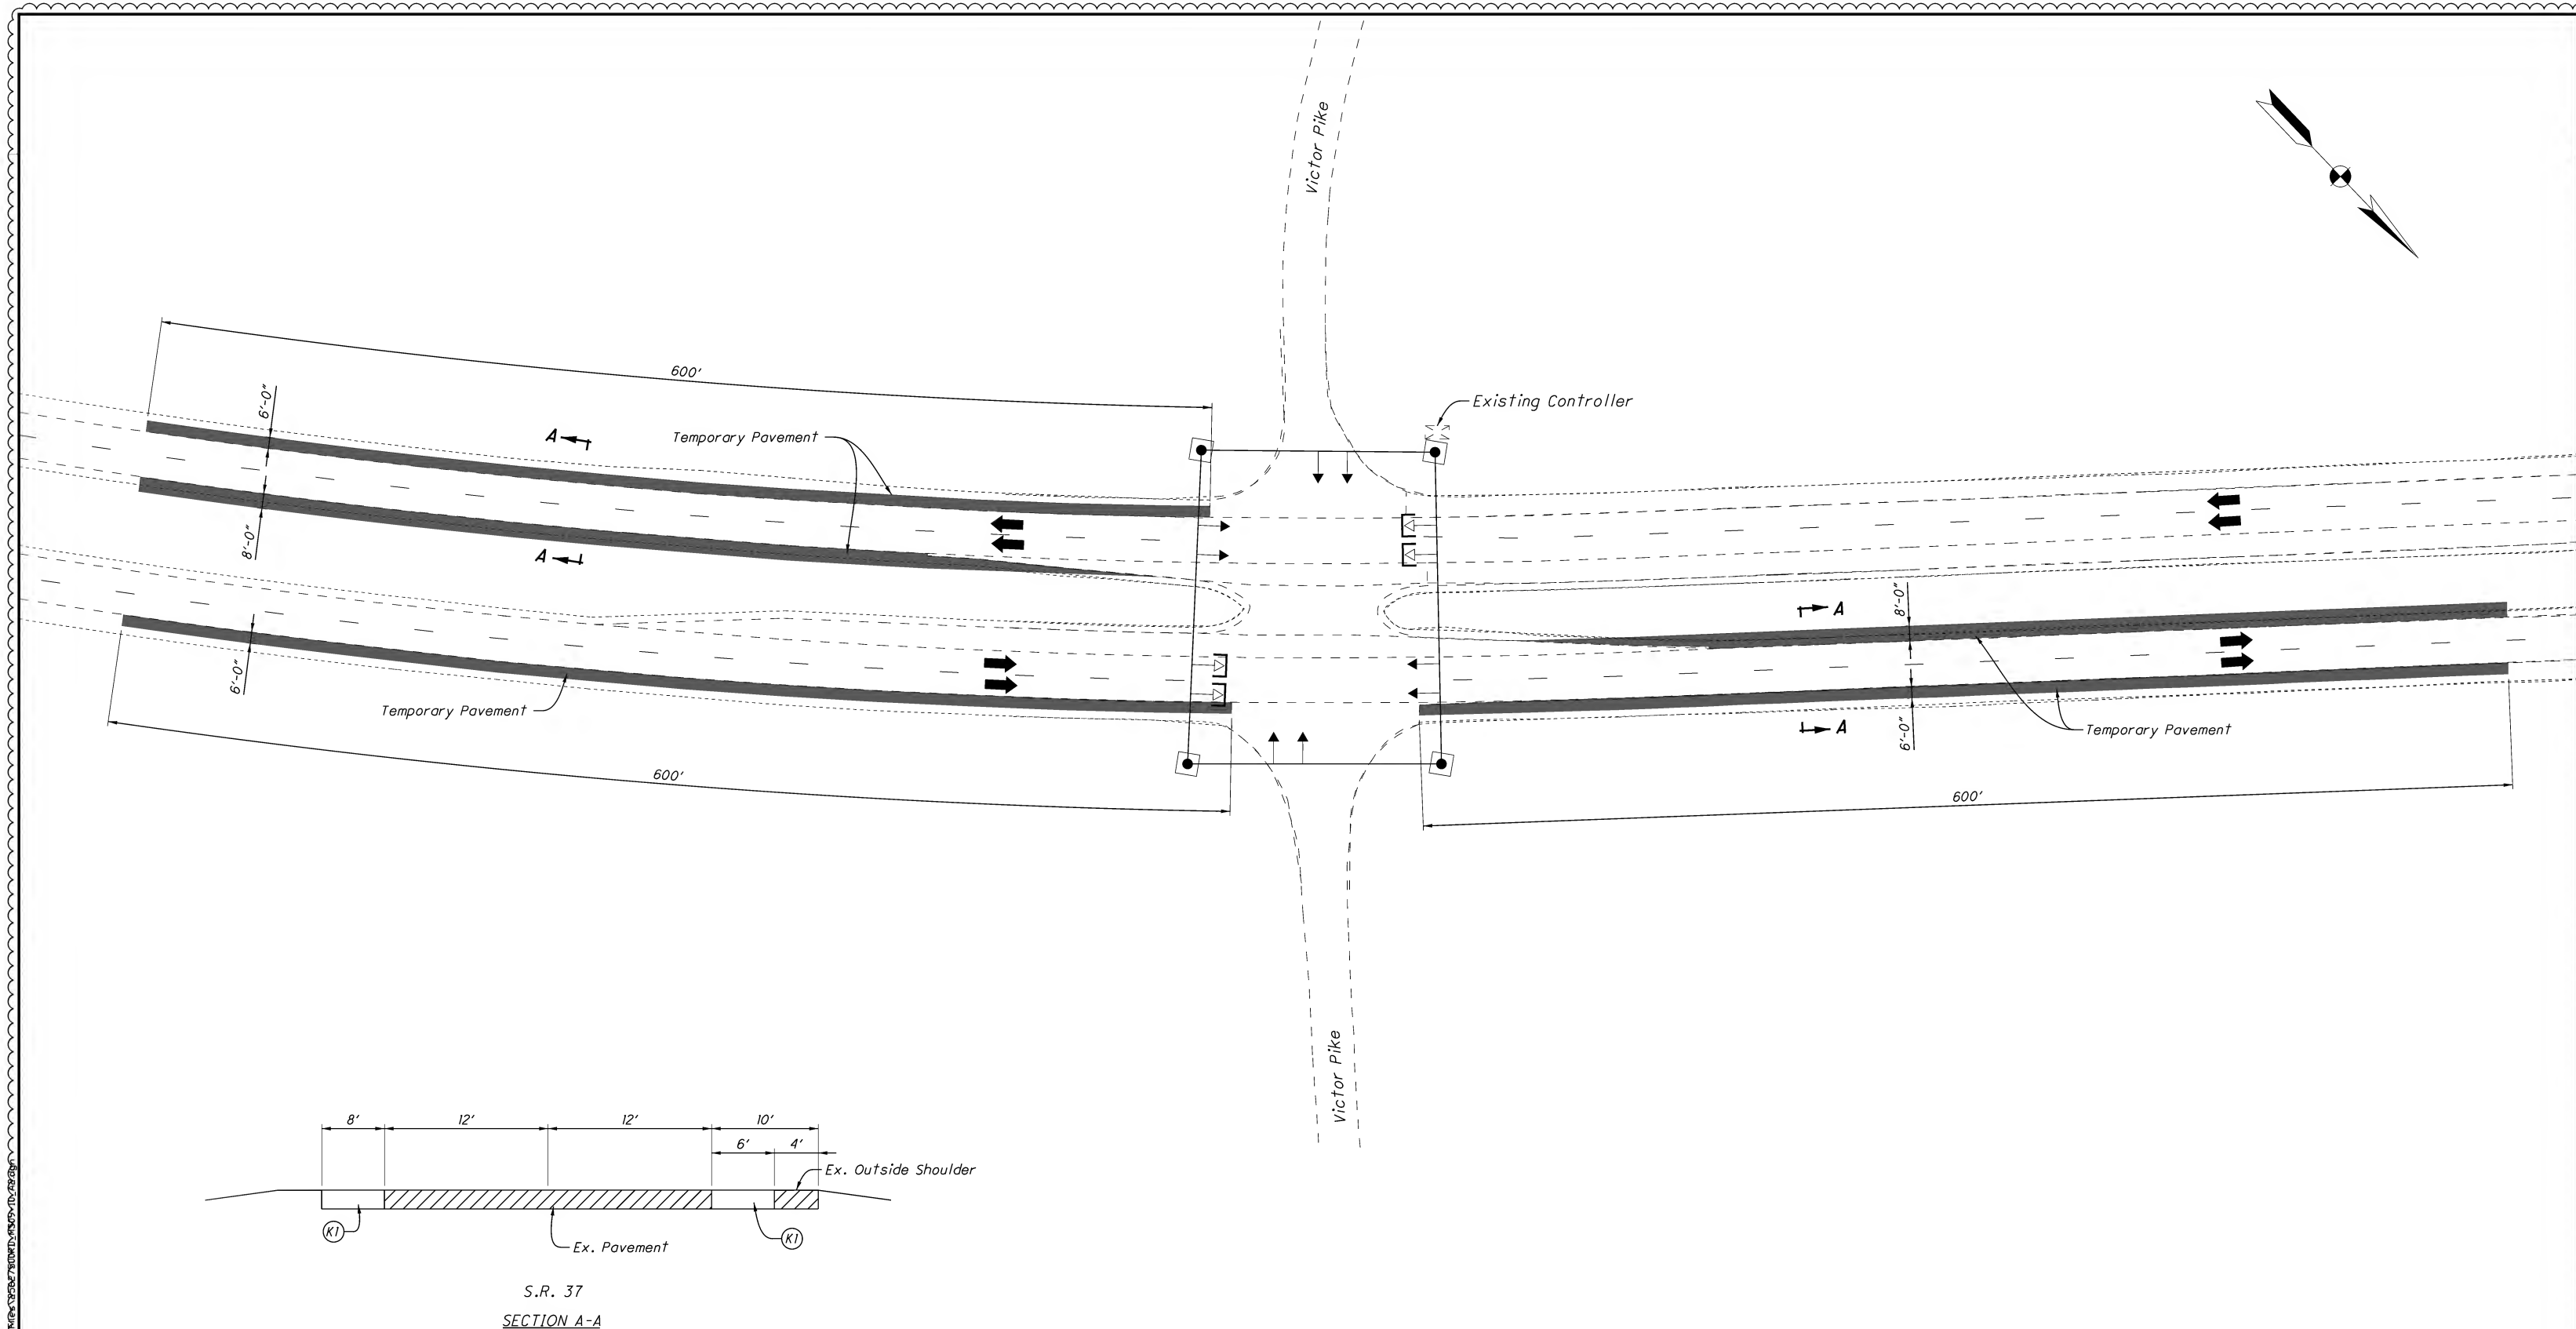 Victor Pike
600'
6'-0"
A
Temporary Pavement
Existing Controller
8'-0"
A
A
8'-0"
6'-0"
Temporary Pavement
A
6'-0"
Temporary Pavement
600'
600'
Victor Pike
8'
12'
12'
10'
6'
4'
Ex. Outside Shoulder
K1
K1
Ex. Pavement
S.R. 37
SECTION A-A